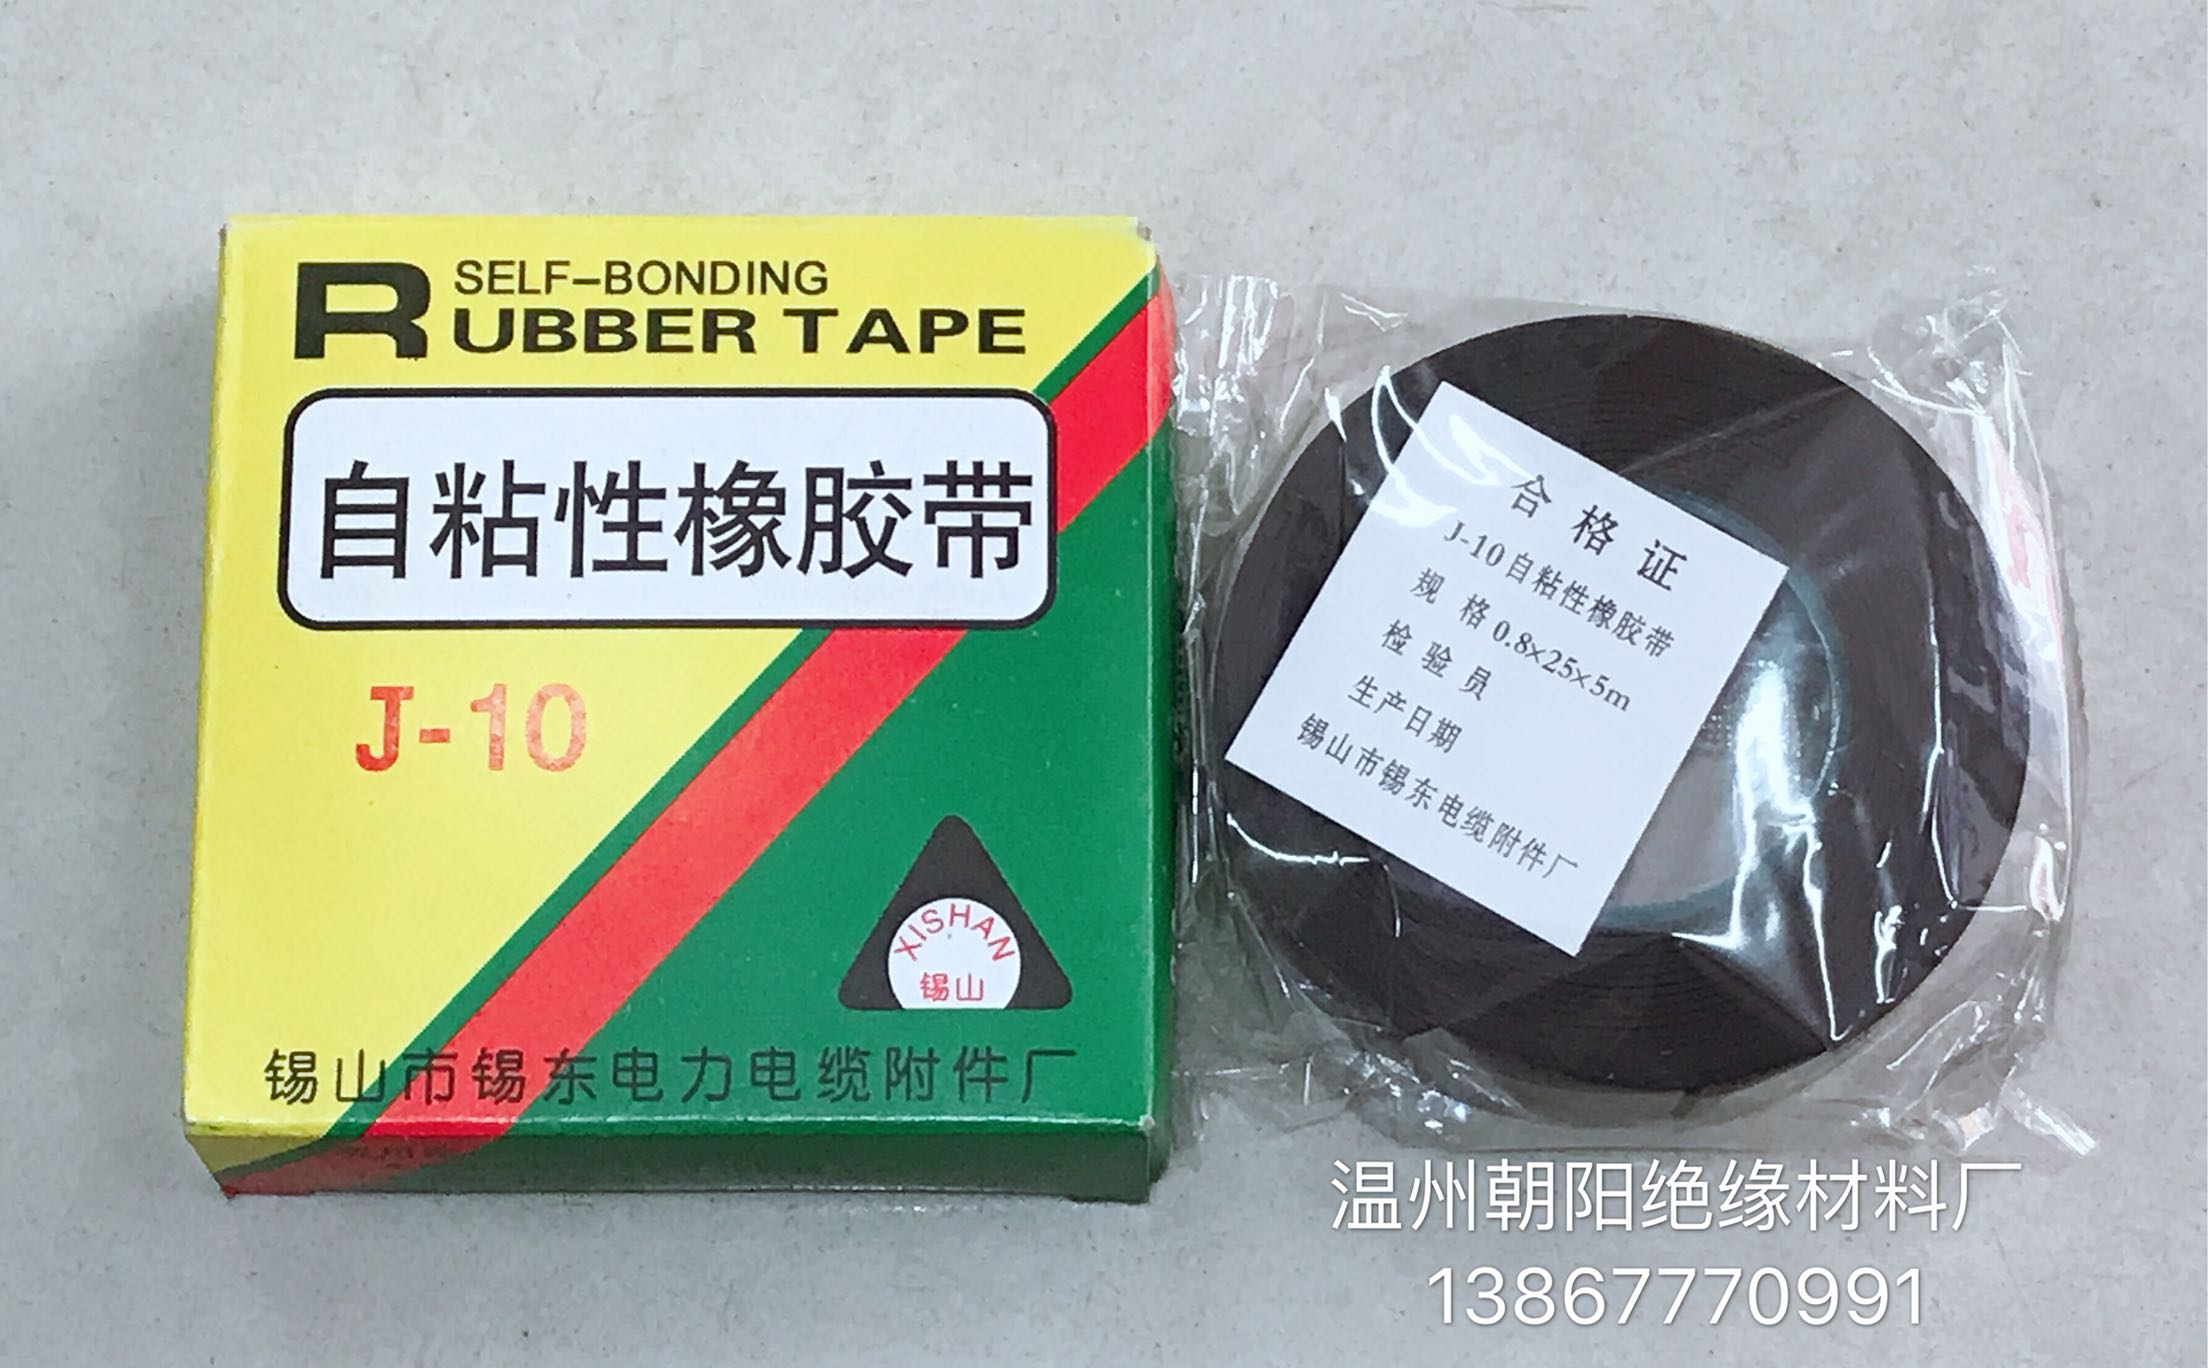 SELF-BONDING
RUBBER TAPE
自粘性橡胶带
J-10
XISHAN
锡山
锡山市锡东电力电缆附件厂
合格证
J-10自粘性橡胶带
规 格 0.8×25×5m
检 验 员
生产日期
锡山市锡东电缆附件厂
温州朝阳绝缘材料厂
13867770991